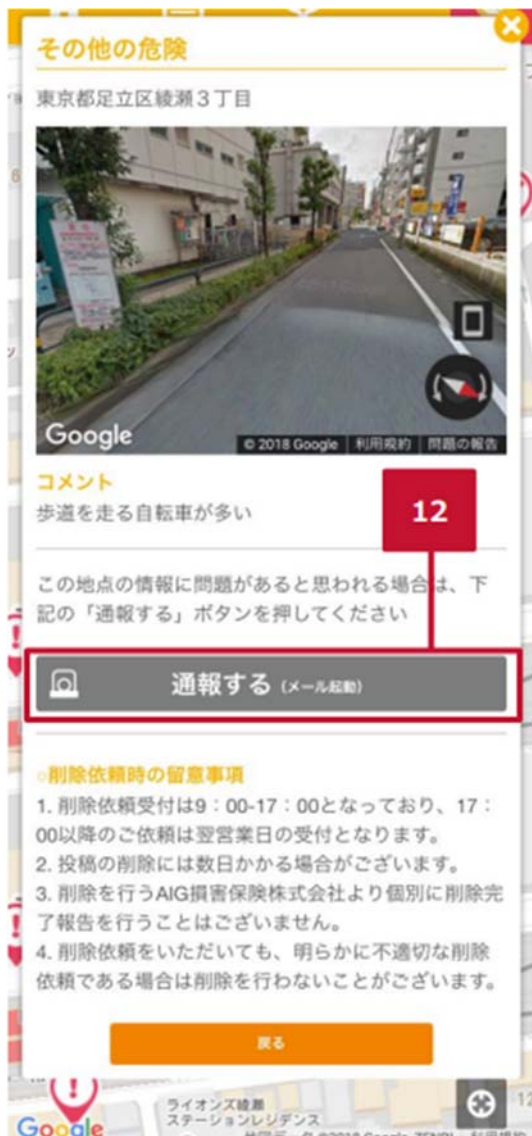 その他の危険
東京都足立区綾瀬3丁目
Google
© 2018 Google 利用規約 問題の報告
コメント
歩道を走る自転車が多い
12
この地点の情報に問題があると思われる場合は、下
記の「通報する」ボタンを押してください
通報する (メール起動)
○削除依頼時の留意事項
1. 削除依頼受付は9：00-17：00となっており、17：
00以降のご依頼は翌営業日の受付となります。
2. 投稿の削除には数日かかる場合がございます。
3. 削除を行うAIG損害保険株式会社より個別に削除完
了報告を行うことはございません。
4. 削除依頼をいただいても、明らかに不適切な削除
依頼である場合は削除を行わないことがございます。
戻る
ライオンズ綾瀬
ステーションレジデンス
Google